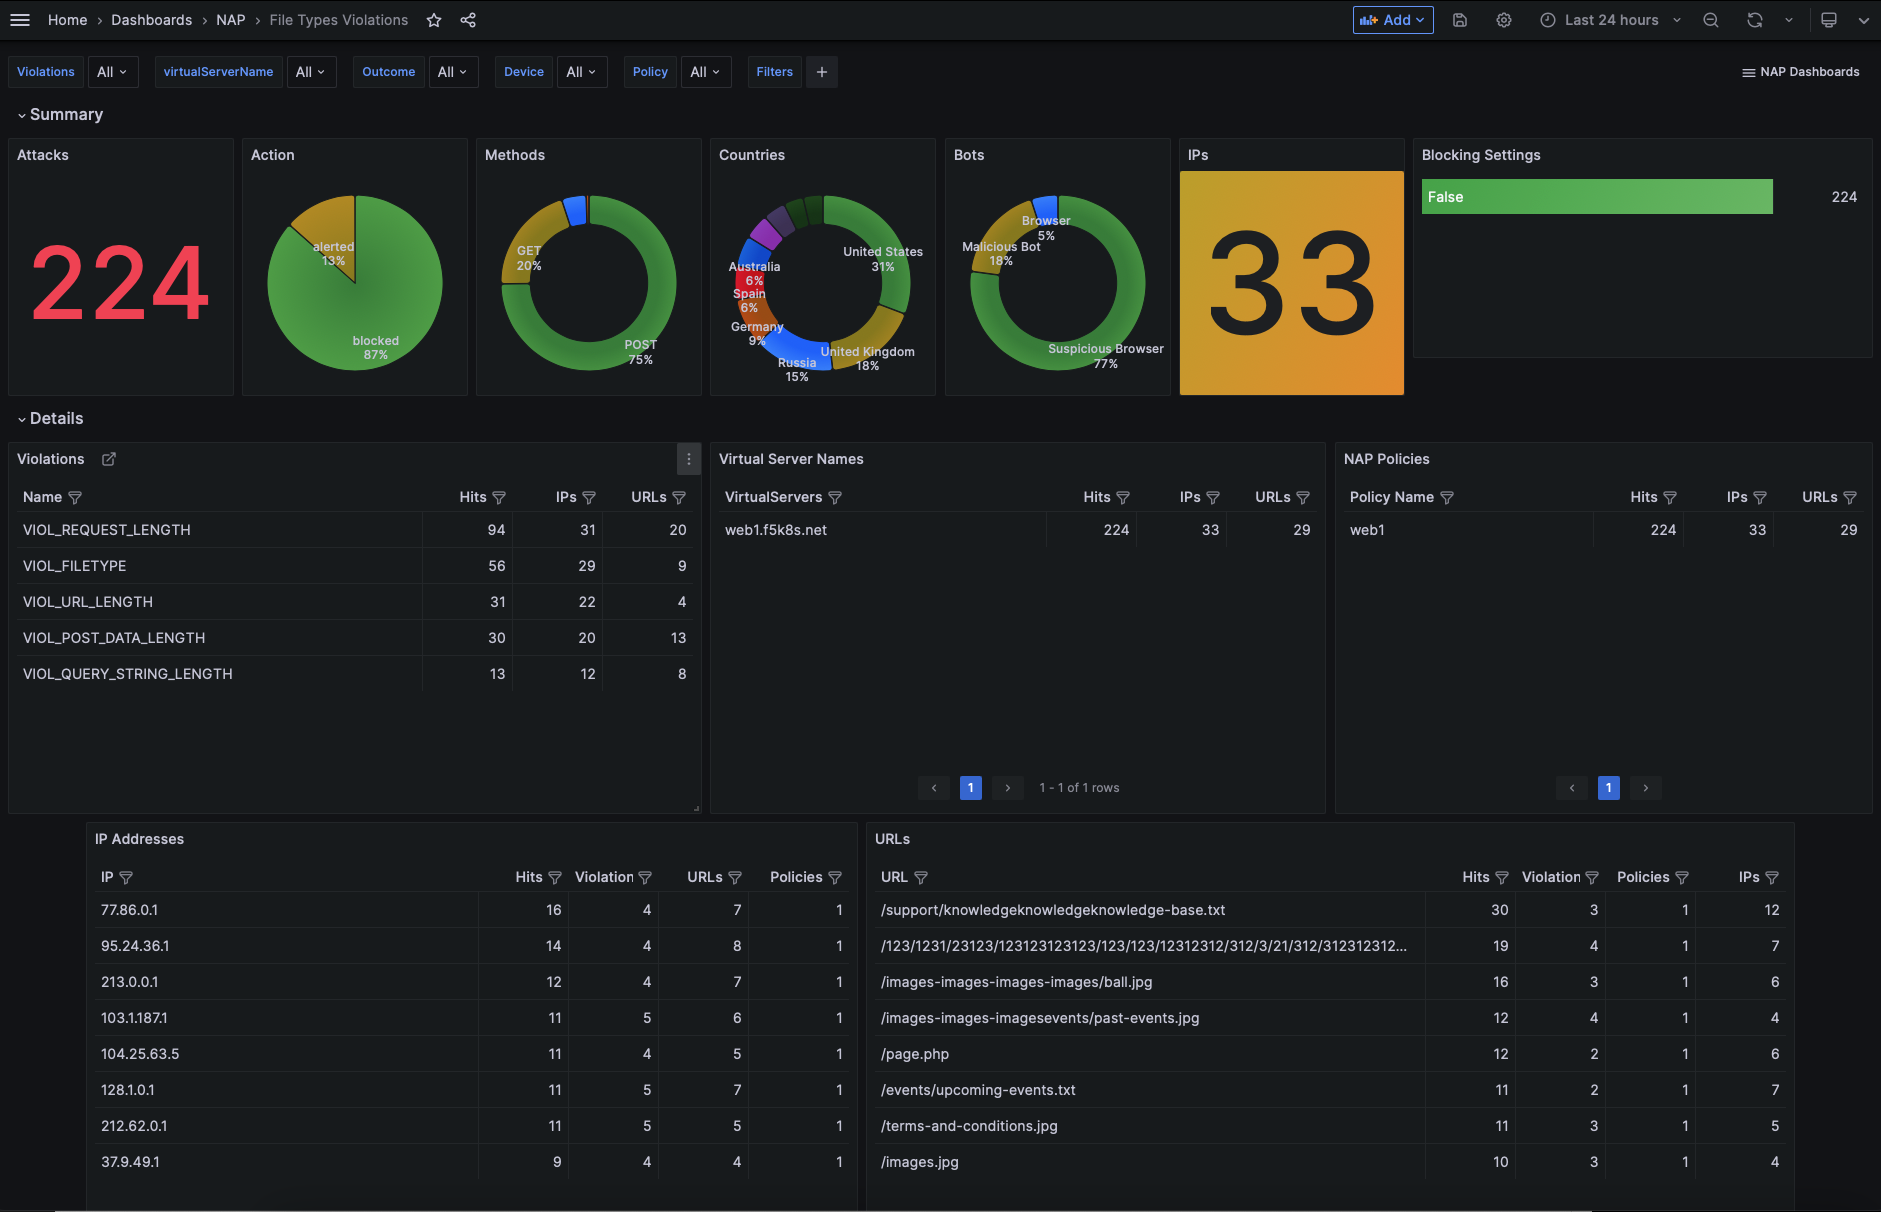 Home › Dashboards › NAP › File Types Violations
Add
Last 24 hours
Violations All
virtualServerName All
Outcome All
Device All
Policy All
Filters +
NAP Dashboards
Summary
Attacks
224
Action
alerted
13%
blocked
87%
Methods
GET
20%
POST
75%
Countries
United States
31%
Australia
6%
Spain
6%
Germany
9%
Russia
15%
United Kingdom
18%
Bots
Browser
5%
Malicious Bot
18%
Suspicious Browser
77%
IPs
33
Blocking Settings
False 224
Details
Violations
Name Hits IPs URLs
VIOL_REQUEST_LENGTH 94 31 20
VIOL_FILETYPE 56 29 9
VIOL_URL_LENGTH 31 22 4
VIOL_POST_DATA_LENGTH 30 20 13
VIOL_QUERY_STRING_LENGTH 13 12 8
Virtual Server Names
VirtualServers Hits IPs URLs
web1.f5k8s.net 224 33 29
‹ 1 › 1 - 1 of 1 rows
NAP Policies
Policy Name Hits IPs URLs
web1 224 33 29
‹ 1 ›
IP Addresses
IP Hits Violation URLs Policies
77.86.0.1 16 4 7 1
95.24.36.1 14 4 8 1
213.0.0.1 12 4 7 1
103.1.187.1 11 5 6 1
104.25.63.5 11 4 5 1
128.1.0.1 11 5 7 1
212.62.0.1 11 5 5 1
37.9.49.1 9 4 4 1
URLs
URL Hits Violation Policies IPs
/support/knowledgeknowledgeknowledge-base.txt 30 3 1 12
/123/1231/23123/123123123123/123/123/12312312/312/3/21/312/312312312... 19 4 1 7
/images-images-images-images/ball.jpg 16 3 1 6
/images-images-imagesevents/past-events.jpg 12 4 1 4
/page.php 12 2 1 6
/events/upcoming-events.txt 11 2 1 7
/terms-and-conditions.jpg 11 3 1 5
/images.jpg 10 3 1 4